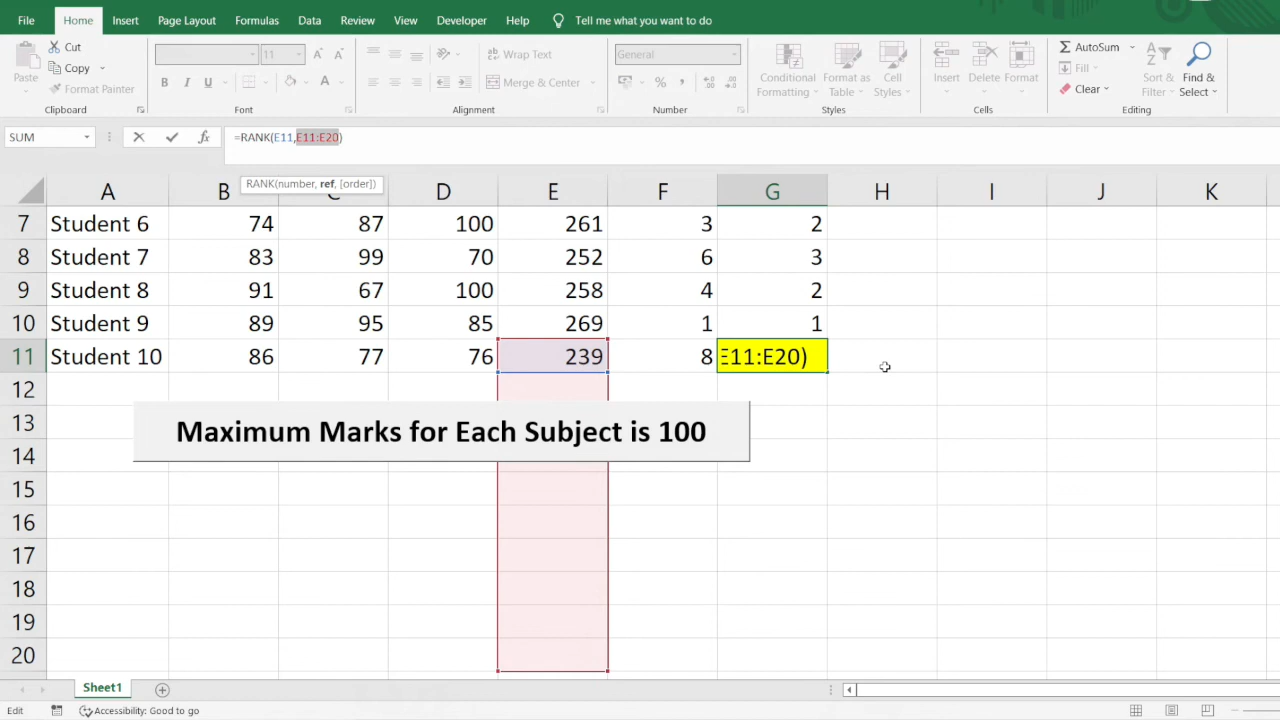 File Home Insert Page Layout Formulas Data Review View Developer Help Tell me what you want to do
Paste
Cut
Copy
Format Painter
Clipboard
11
B I U
Font
Wrap Text
Merge & Center
Alignment
General
Number
Conditional Formatting
Format as Table
Cell Styles
Styles
Insert
Delete
Format
Cells
AutoSum
Fill
Clear
Sort & Filter
Find & Select
Editing
SUM
fx
=RANK(E11,E11:E20)
RANK(number, ref, [order])
A B C D E F G H I J K
7 Student 6 74 87 100 261 3 2
8 Student 7 83 99 70 252 6 3
9 Student 8 91 67 100 258 4 2
10 Student 9 89 95 85 269 1 1
11 Student 10 86 77 76 239 8 E11:E20)
12
13
Maximum Marks for Each Subject is 100
14
15
16
17
18
19
20
Sheet1
Edit
Accessibility: Good to go